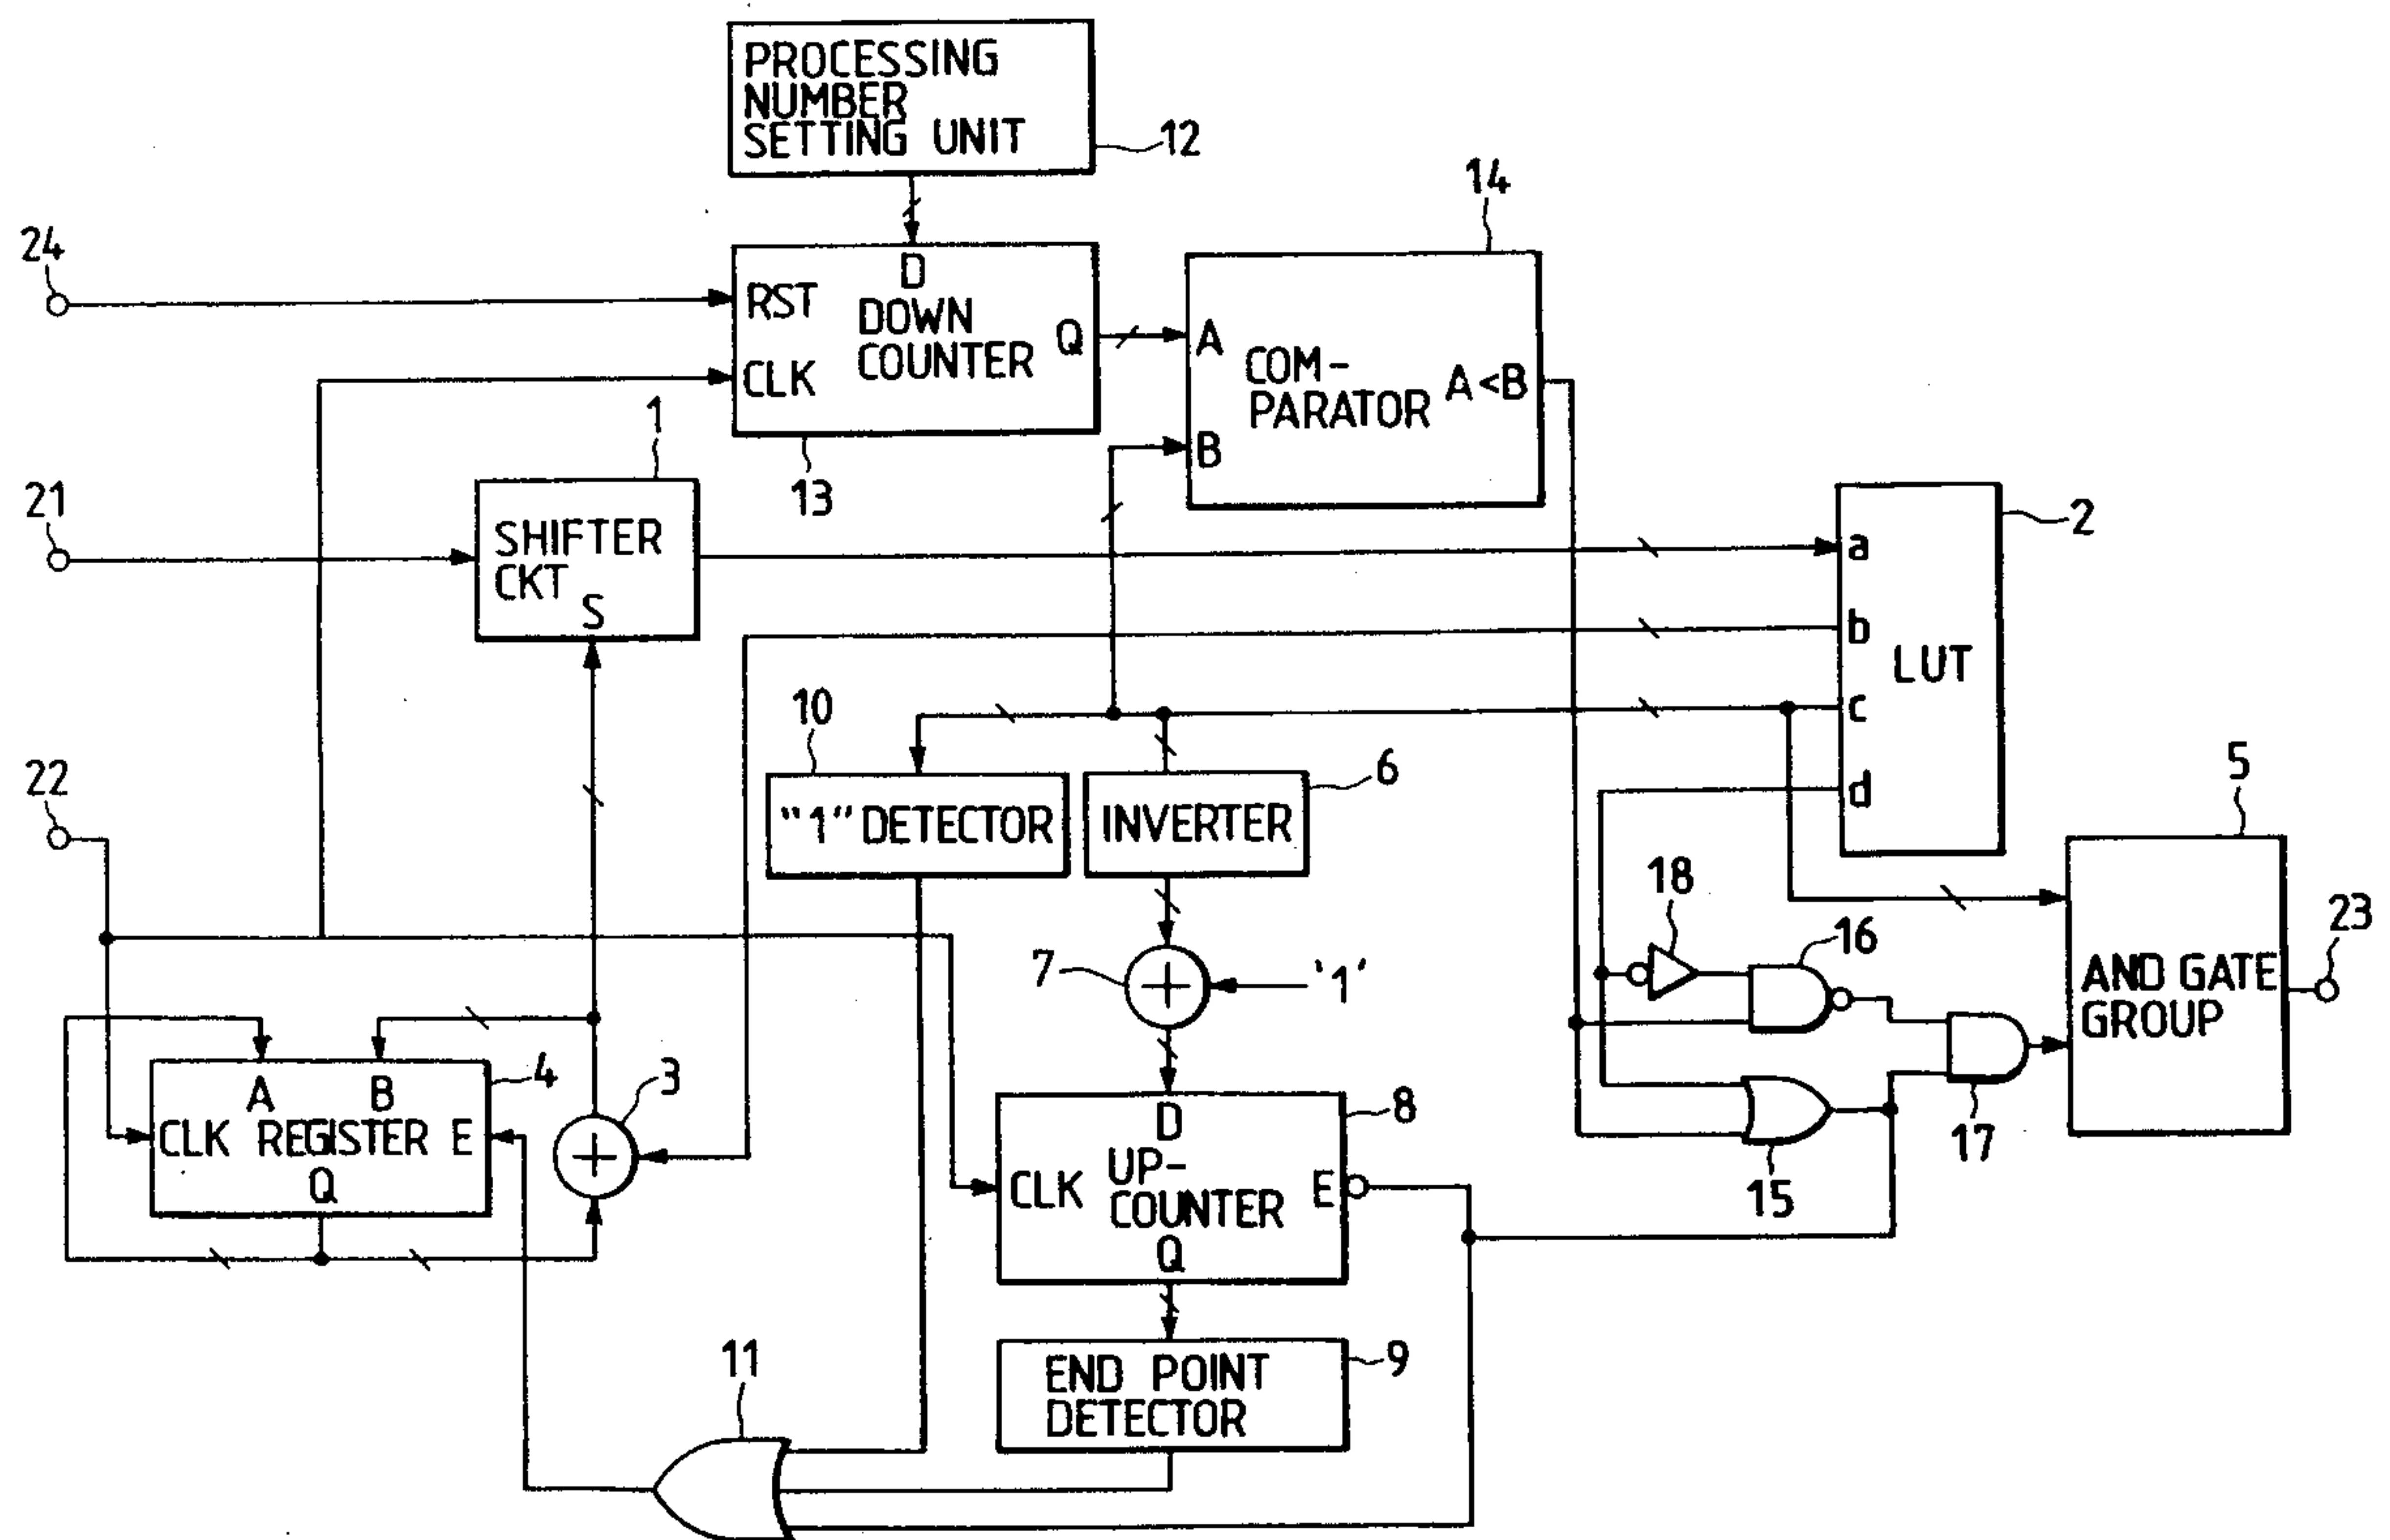 PROCESSING
NUMBER
SETTING UNIT
12
14
24
D
RST
DOWN
COUNTER
Q
CLK
A
COM-
PARATOR
A<B
B
1
13
21
SHIFTER
CKT
S
2
a
b
LUT
c
d
10
6
5
22
"1" DETECTOR
INVERTER
18
16
23
7
+
'1'
AND GATE
GROUP
4
3
A
B
CLK REGISTER E
Q
+
8
D
CLK
UP-
COUNTER
E
Q
17
15
11
9
END POINT
DETECTOR